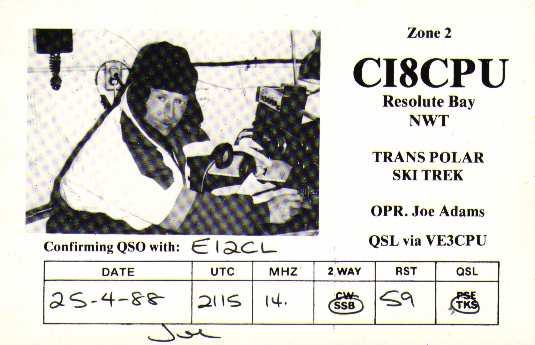 Zone 2
CI8CPU
Resolute Bay
NWT
TRANS POLAR
SKI TREK
OPR. Joe Adams
QSL via VE3CPU
Confirming QSO with: EI2CL
DATE UTC MHZ 2 WAY RST QSL
25-4-88 2115 14. CW SSB 59 PSE TKS
Joe